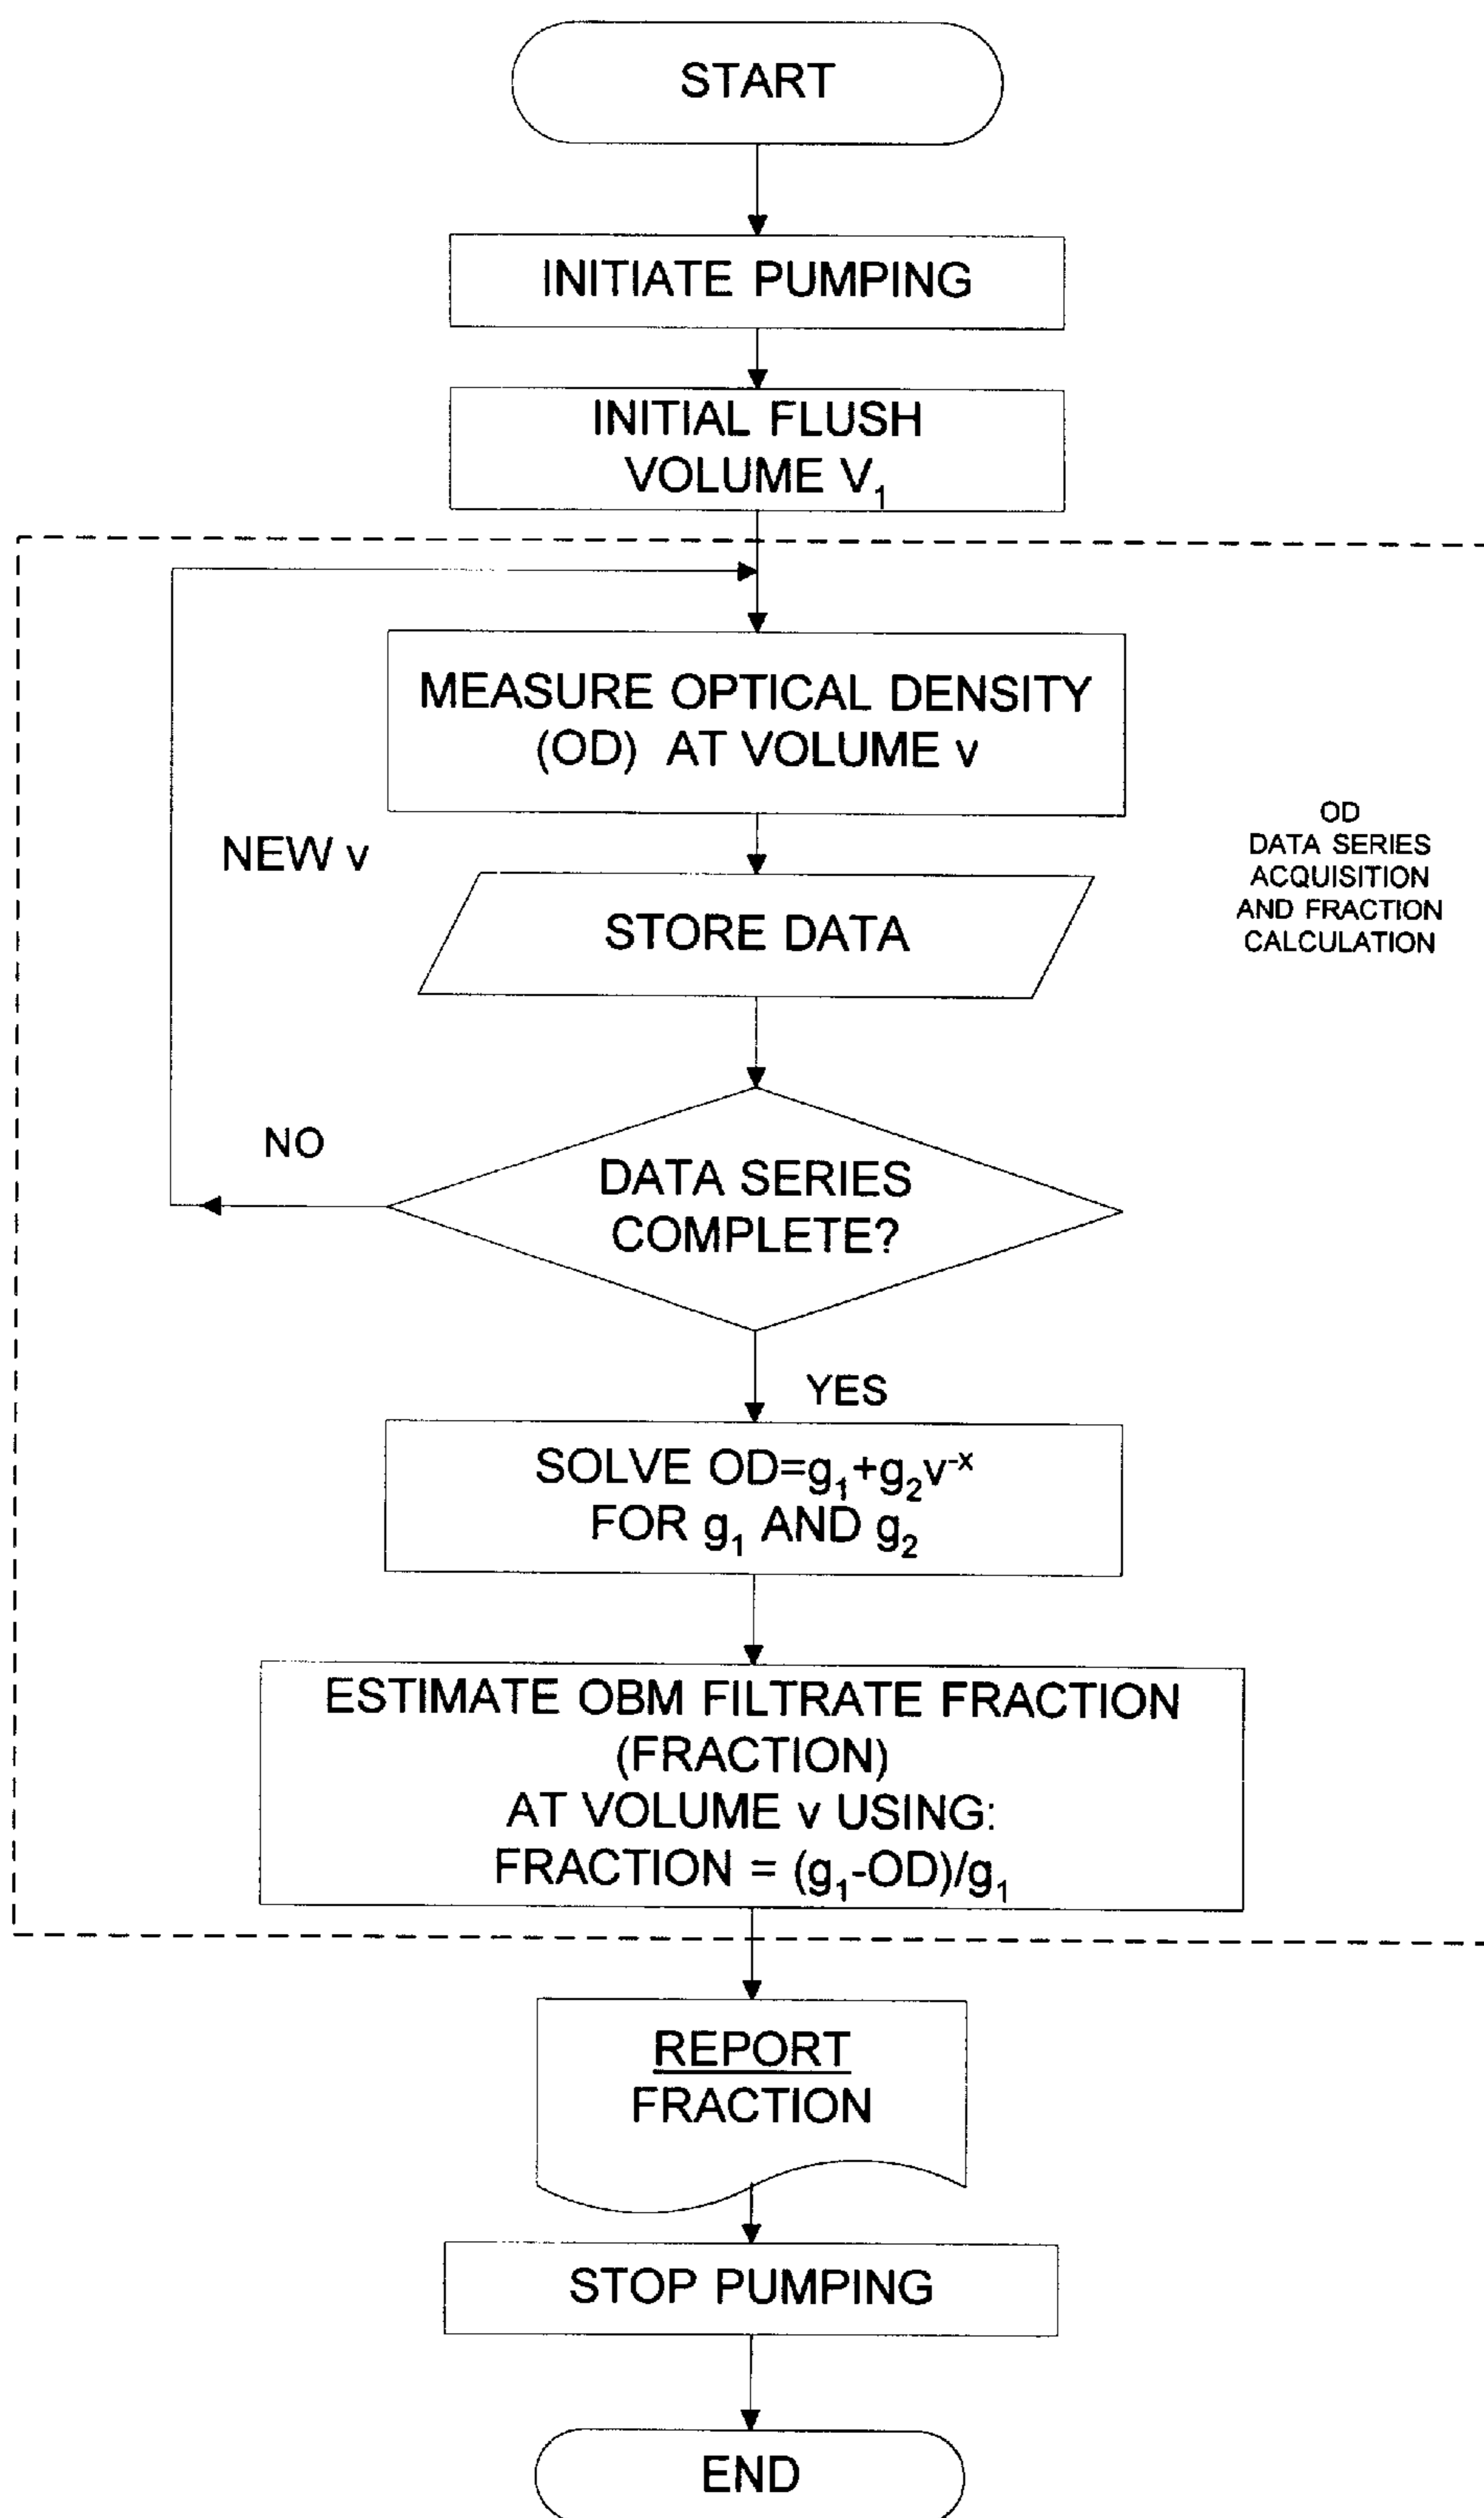 START
INITIATE PUMPING
INITIAL FLUSH
VOLUME V₁
MEASURE OPTICAL DENSITY
(OD) AT VOLUME v
NEW v
OD
DATA SERIES
ACQUISITION
AND FRACTION
CALCULATION
STORE DATA
NO
DATA SERIES
COMPLETE?
YES
SOLVE OD=g₁+g₂v⁻ˣ
FOR g₁ AND g₂
ESTIMATE OBM FILTRATE FRACTION
(FRACTION)
AT VOLUME v USING:
FRACTION = (g₁-OD)/g₁
REPORT
FRACTION
STOP PUMPING
END